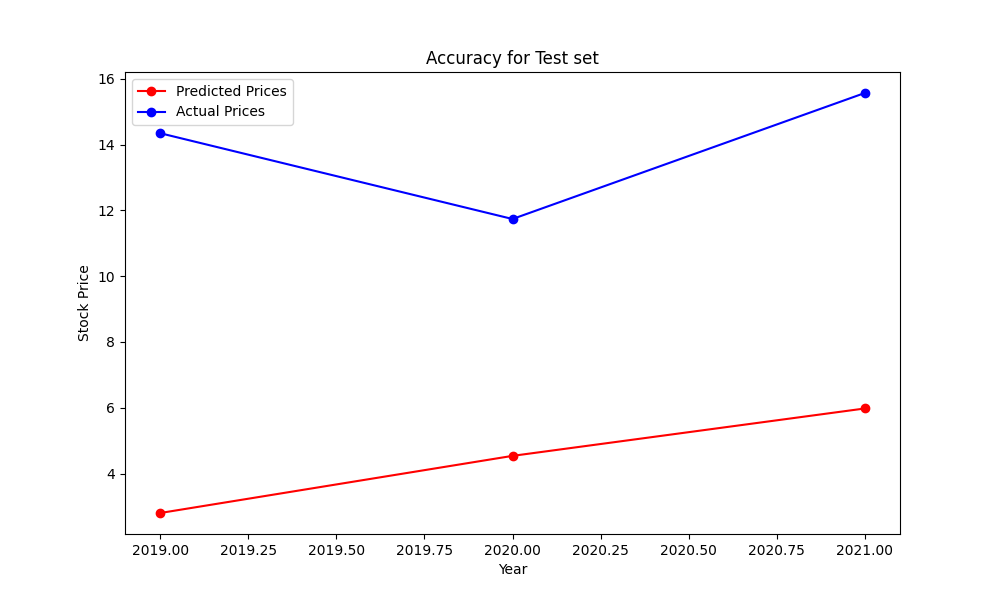 Accuracy for Test set
Predicted Prices
Actual Prices
16
14
12
10
8
6
4
Stock Price
2019.00 2019.25 2019.50 2019.75 2020.00 2020.25 2020.50 2020.75 2021.00
Year